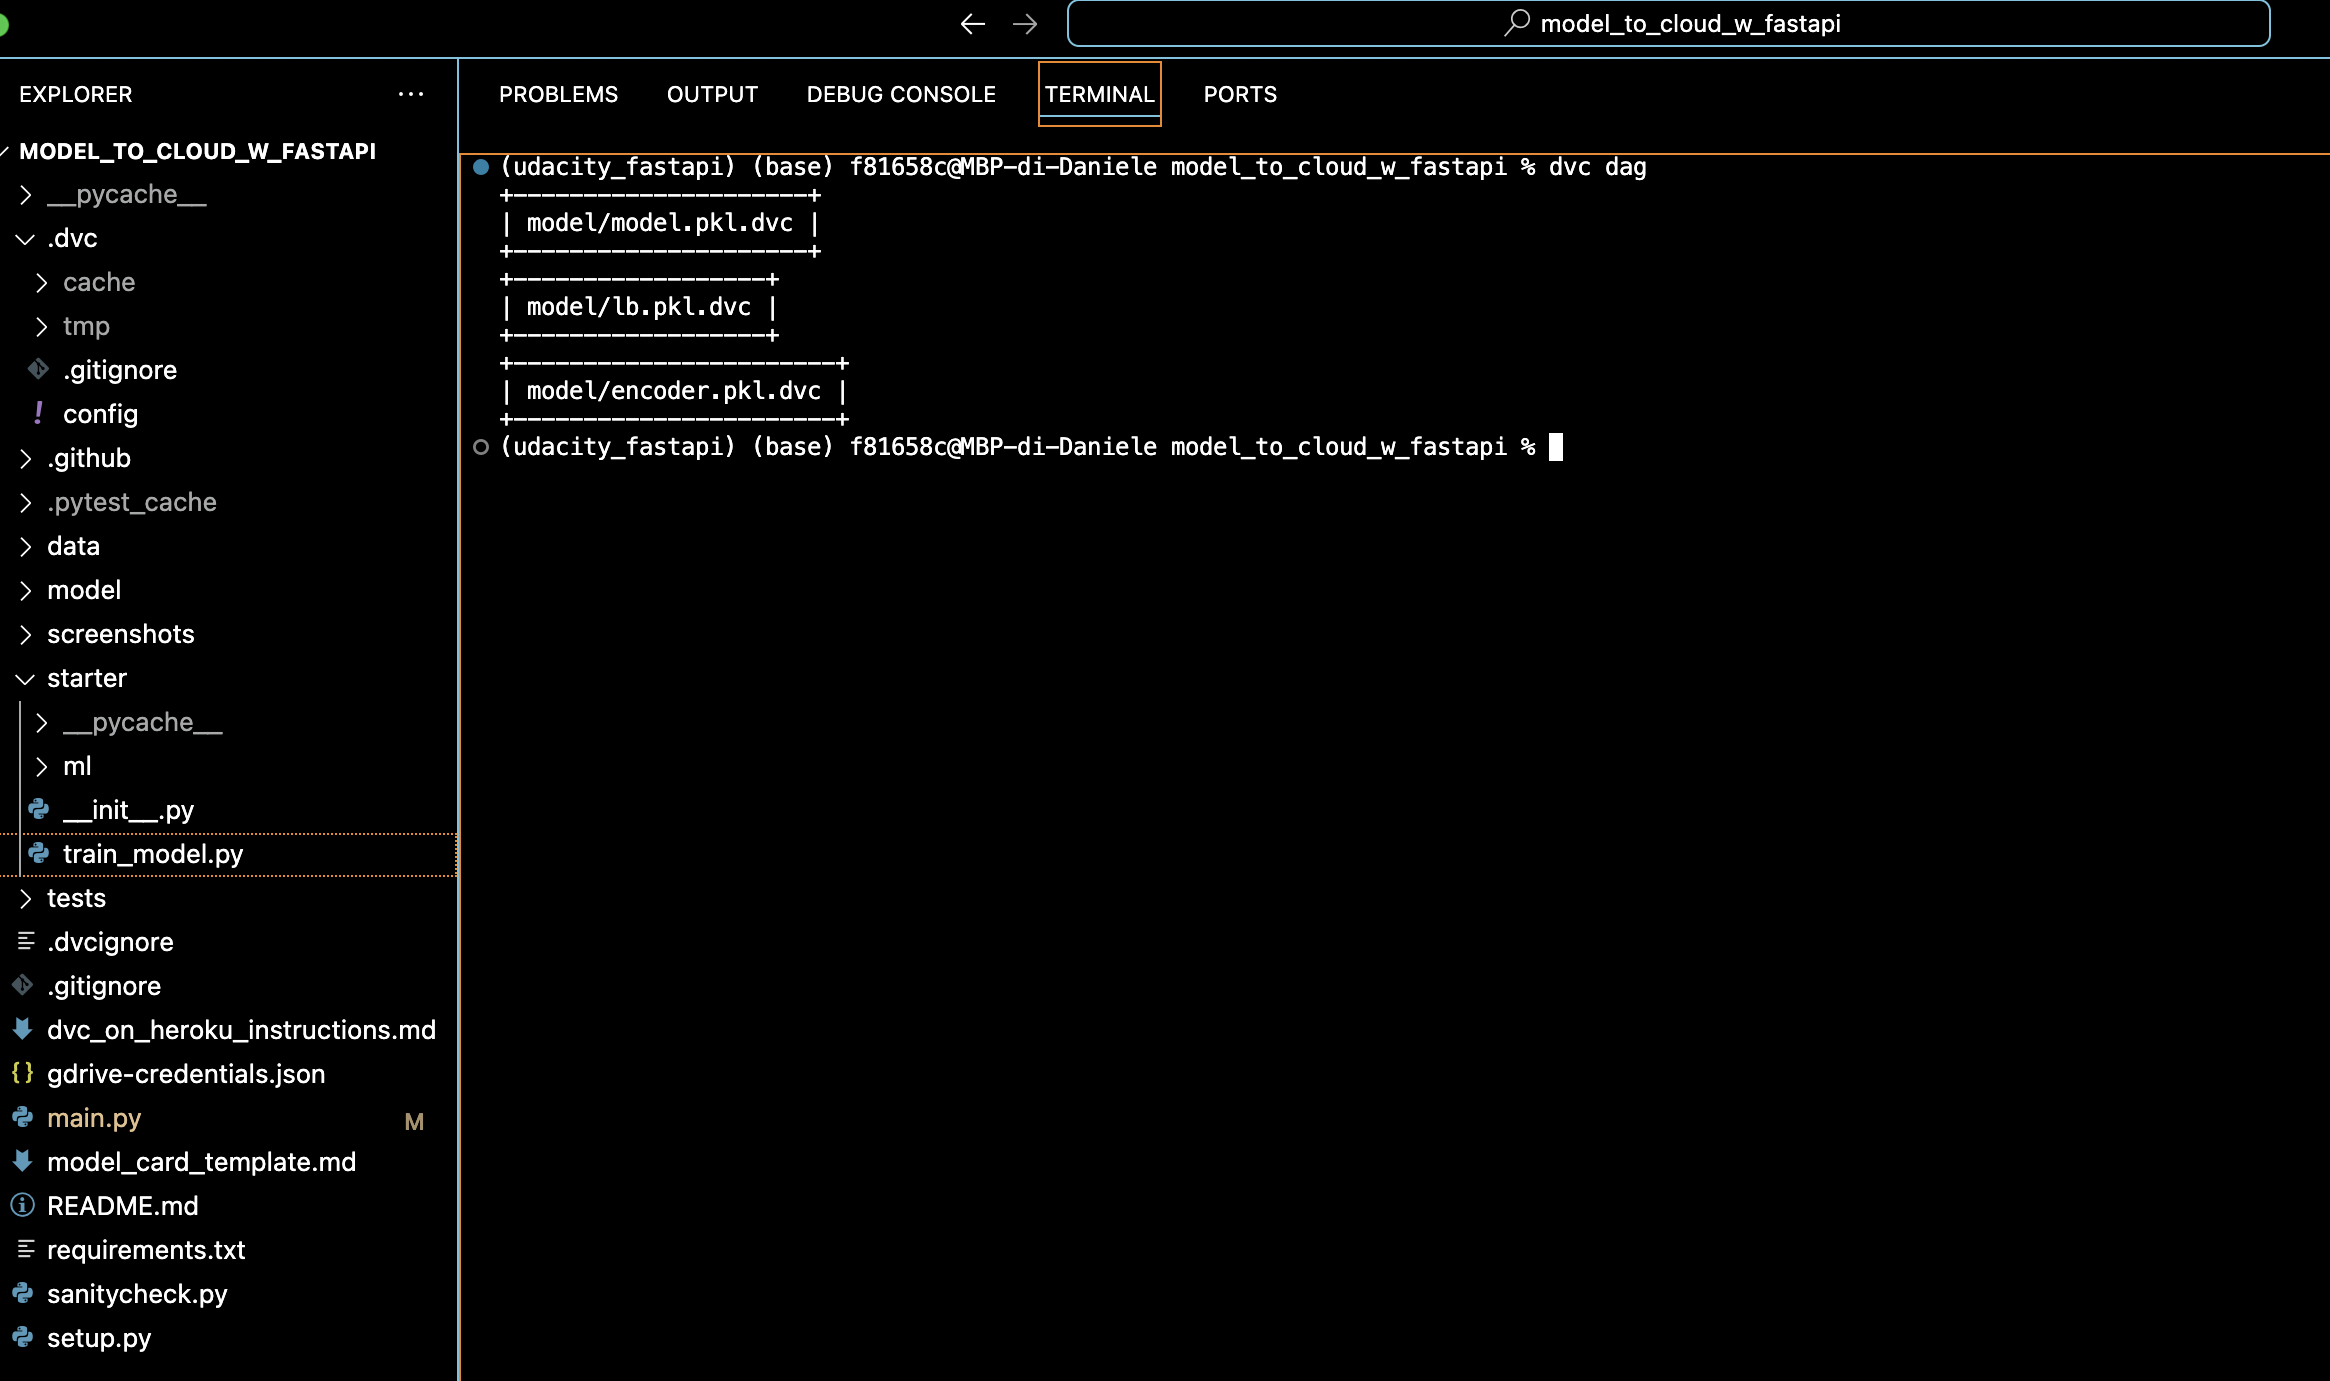 model_to_cloud_w_fastapi
EXPLORER
MODEL_TO_CLOUD_W_FASTAPI
__pycache__
.dvc
cache
tmp
.gitignore
config
.github
.pytest_cache
data
model
screenshots
starter
__pycache__
ml
__init__.py
train_model.py
tests
.dvcignore
.gitignore
dvc_on_heroku_instructions.md
gdrive-credentials.json
main.py M
model_card_template.md
README.md
requirements.txt
sanitycheck.py
setup.py
PROBLEMS OUTPUT DEBUG CONSOLE TERMINAL PORTS
(udacity_fastapi) (base) f81658c@MBP-di-Daniele model_to_cloud_w_fastapi % dvc dag
+---------------------+
| model/model.pkl.dvc |
+---------------------+
+------------------+
| model/lb.pkl.dvc |
+------------------+
+-----------------------+
| model/encoder.pkl.dvc |
+-----------------------+
(udacity_fastapi) (base) f81658c@MBP-di-Daniele model_to_cloud_w_fastapi %